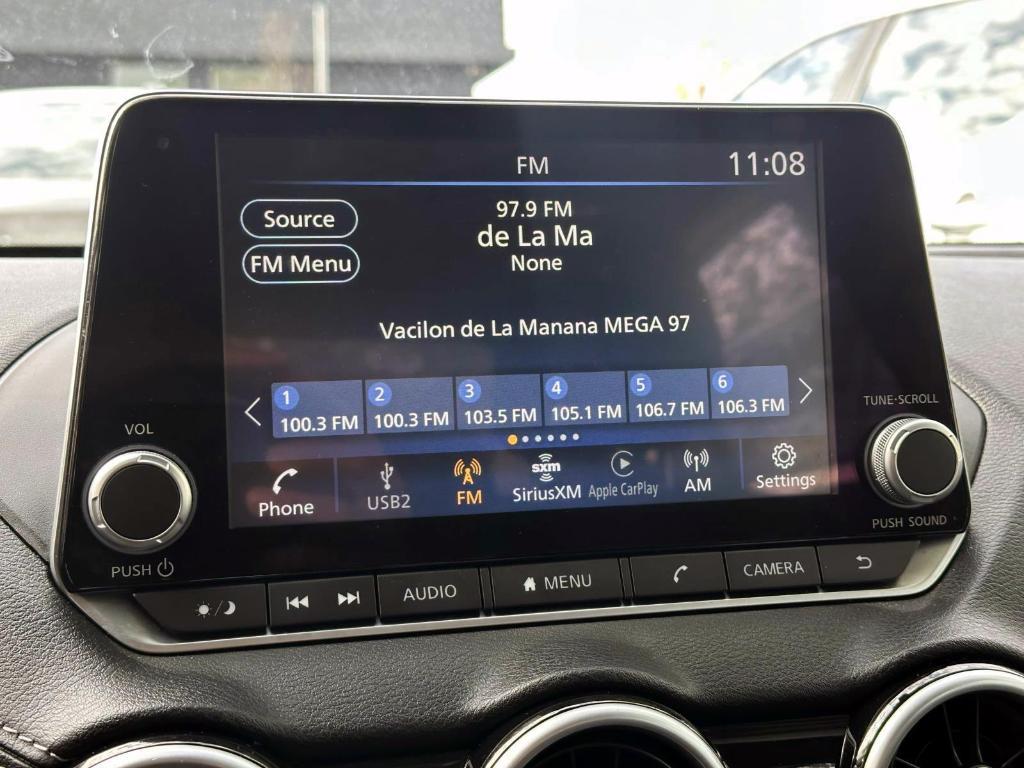 FM
11:08
Source
97.9 FM
de La Ma
FM Menu
None
Vacilon de La Manana MEGA 97
1 100.3 FM
2 100.3 FM
3 103.5 FM
4 105.1 FM
5 106.7 FM
6 106.3 FM
Phone
USB2
FM
sxm
SiriusXM
Apple CarPlay
AM
Settings
VOL
PUSH
TUNE·SCROLL
PUSH SOUND
AUDIO
MENU
CAMERA